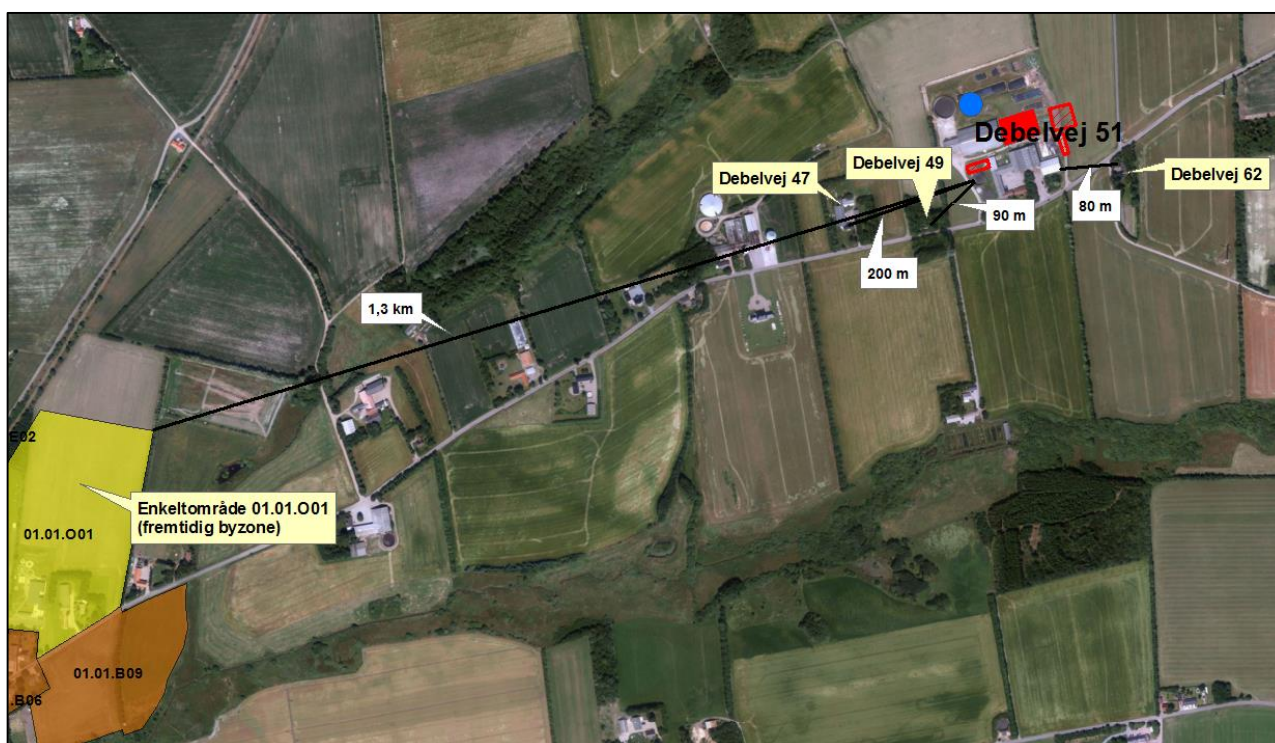 Debelvej 51
Debelvej 49
Debelvej 47
Debelvej 62
90 m
80 m
200 m
1,3 km
E02
Enkeltområde 01.01.O01
(fremtidig byzone)
01.01.O01
01.01.B09
.B06